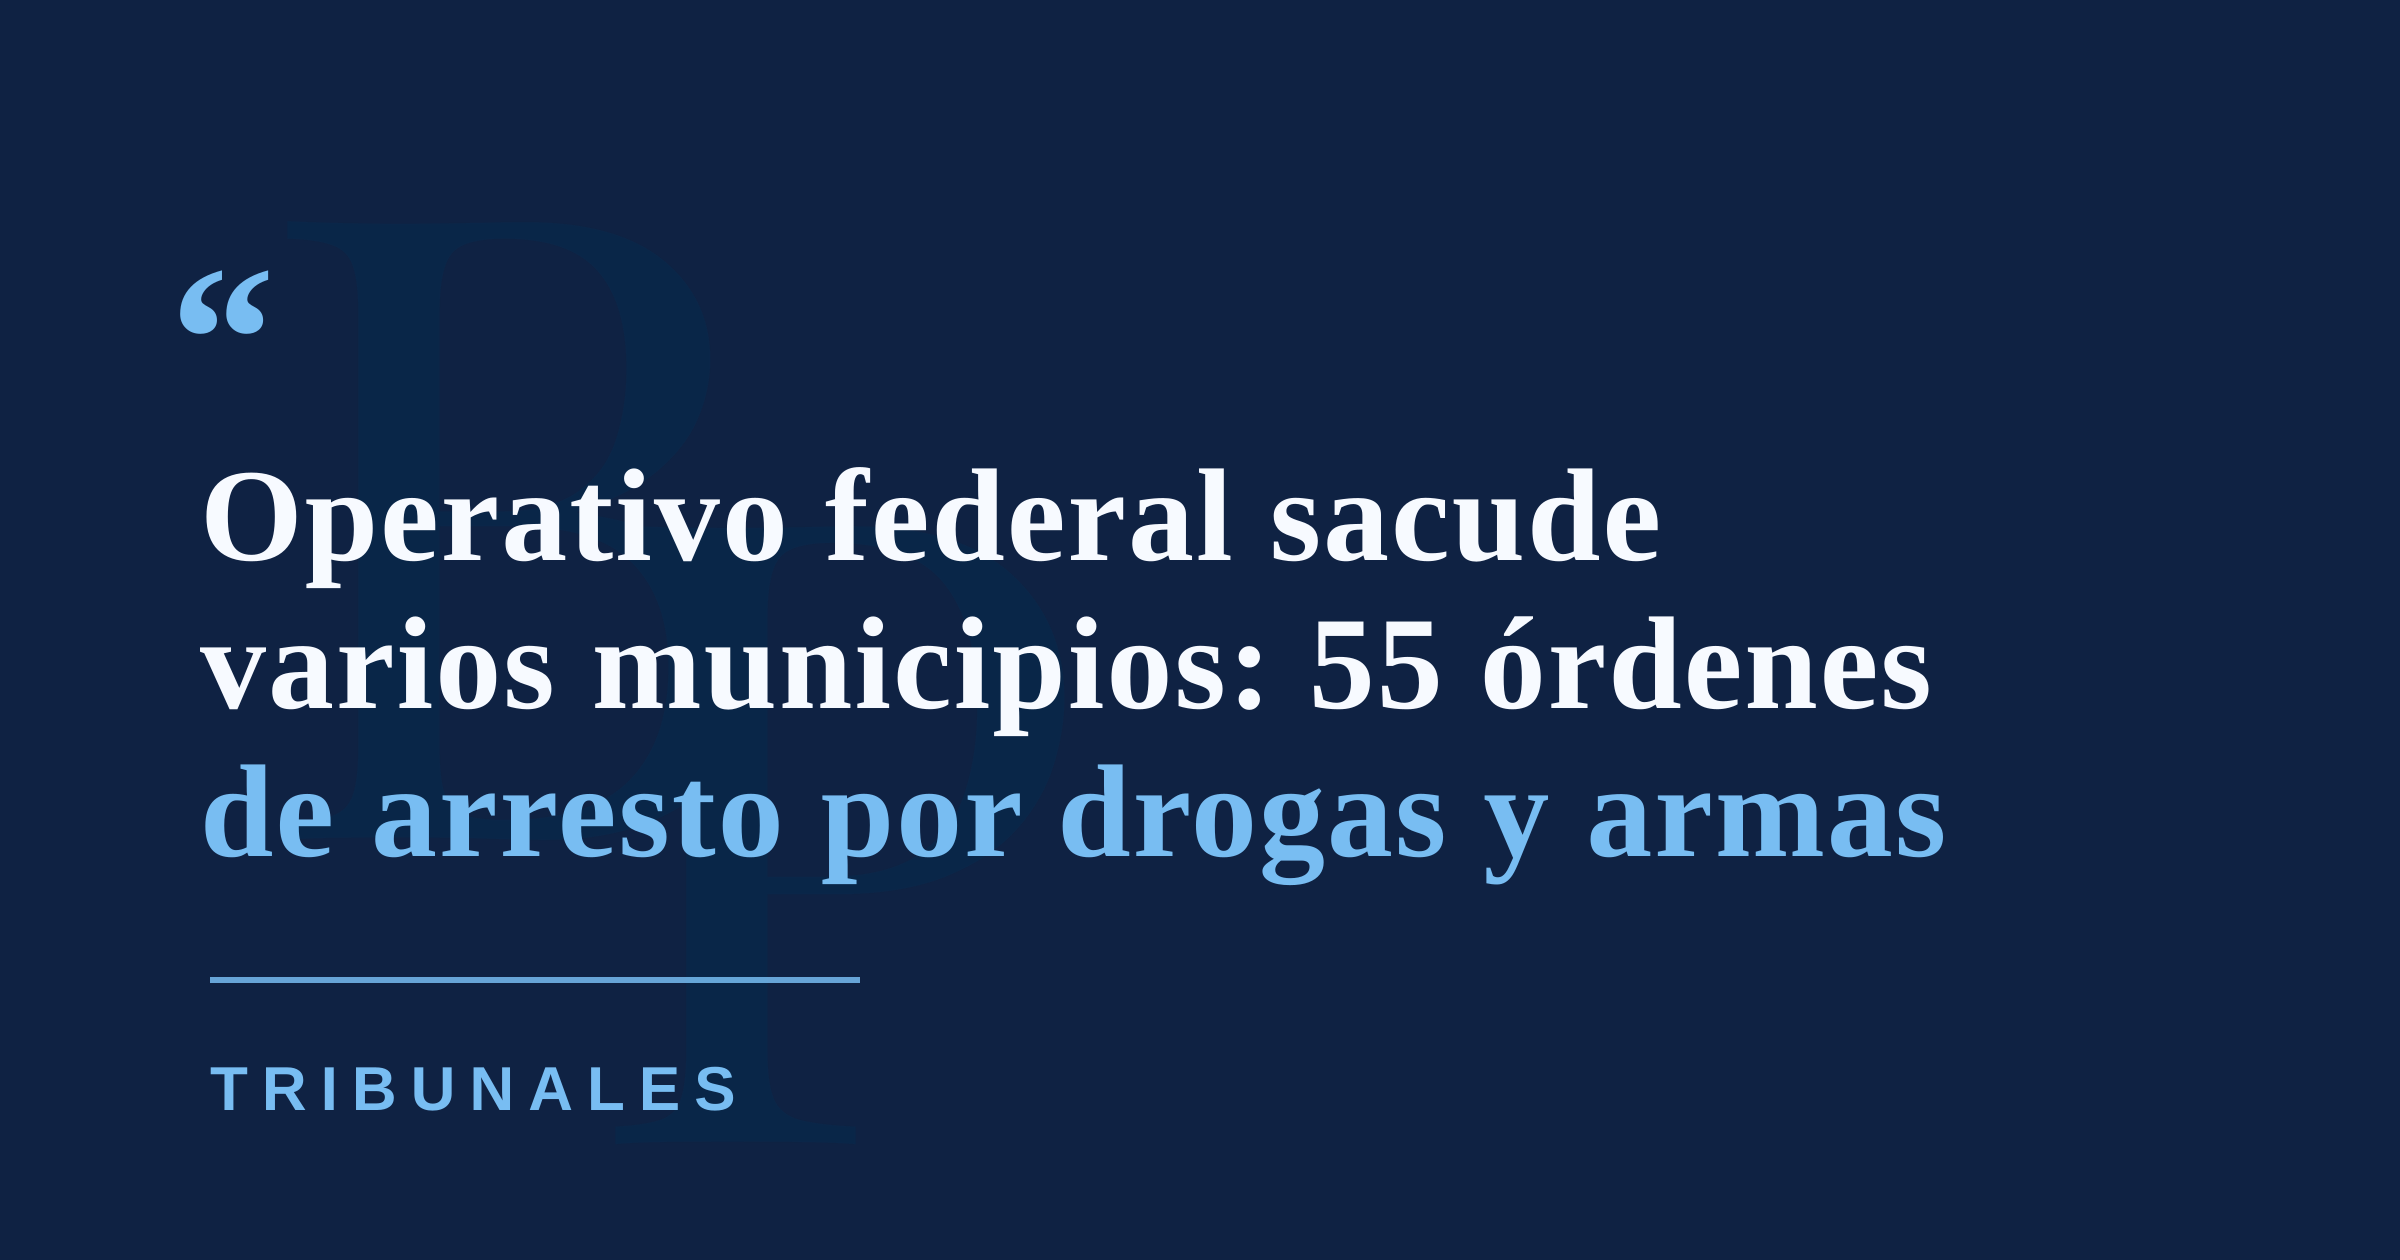 “
Operativo federal sacude
varios municipios: 55 órdenes
de arresto por drogas y armas
TRIBUNALES